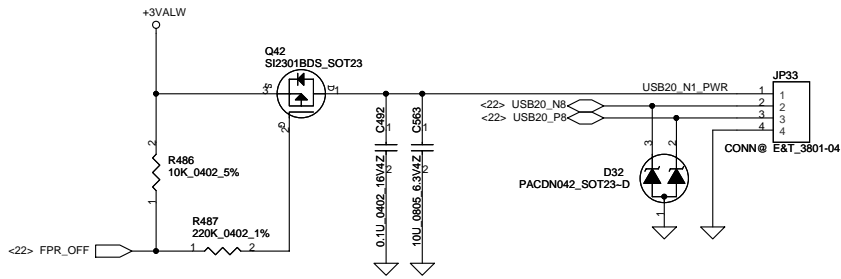 +3VALW
Q42
SI2301BDS_SOT23
S
D
3
1
G
2
R486
10K_0402_5%
2
1
R487
220K_0402_1%
1
2
<22> FPR_OFF
C492
0.1U_0402_16V4Z
1
2
C563
10U_0805_6.3V4Z
1
2
USB20_N1_PWR
<22> USB20_N8
<22> USB20_P8
JP33
1 1
2 2
3 3
4 4
CONN@ E&T_3801-04
3
2
D32
PACDN042_SOT23~D
1